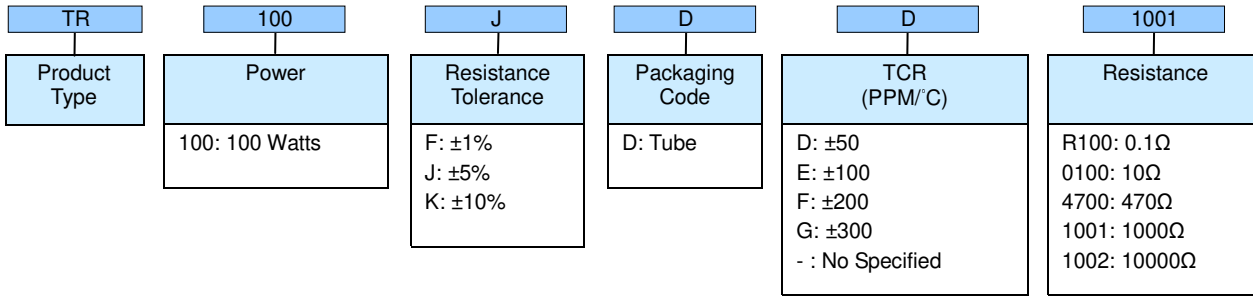 TR 100 J D D 1001
Product
Type
Power
Resistance
Tolerance
Packaging
Code
TCR
(PPM/˚C)
Resistance
100: 100 Watts
F: ±1%
J: ±5%
K: ±10%
D: Tube
D: ±50
E: ±100
F: ±200
G: ±300
- : No Specified
R100: 0.1Ω
0100: 10Ω
4700: 470Ω
1001: 1000Ω
1002: 10000Ω